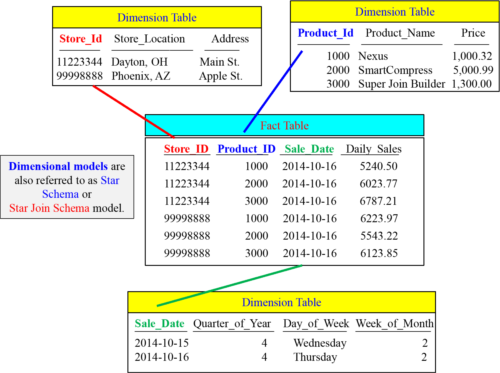 Dimension Table
Store_Id Store_Location Address
11223344 Dayton, OH Main St.
99998888 Phoenix, AZ Apple St.
Dimension Table
Product_Id Product_Name Price
1000 Nexus 1,000.32
2000 SmartCompress 5,000.99
3000 Super Join Builder 1,300.00
Fact Table
Store_ID Product_ID Sale_Date Daily_Sales
11223344 1000 2014-10-16 5240.50
11223344 2000 2014-10-16 6023.77
11223344 3000 2014-10-16 6787.21
99998888 1000 2014-10-16 6223.97
99998888 2000 2014-10-16 5543.22
99998888 3000 2014-10-16 6123.85
Dimensional models are
also referred to as Star
Schema or
Star Join Schema model.
Dimension Table
Sale_Date Quarter_of_Year Day_of_Week Week_of_Month
2014-10-15 4 Wednesday 2
2014-10-16 4 Thursday 2